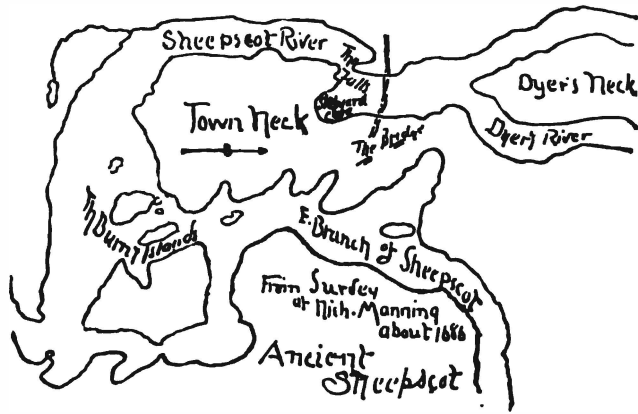 Sheepscot River
The
Falls
Dyer's Neck
Town Neck
Dyer's River
The Bridge
The Burnt Islands
E. Branch of Sheepscot
From Survey
of Nich. Manning
about 1686
Ancient
Sheepscot